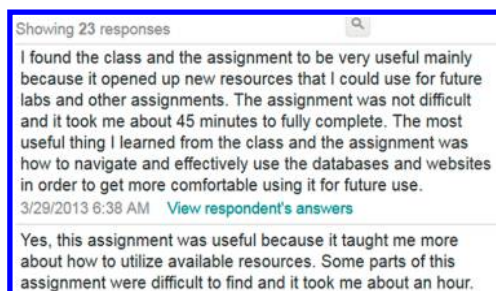 Showing 23 responses
I found the class and the assignment to be very useful mainly
because it opened up new resources that I could use for future
labs and other assignments. The assignment was not difficult
and it took me about 45 minutes to fully complete. The most
useful thing I learned from the class and the assignment was
how to navigate and effectively use the databases and websites
in order to get more comfortable using it for future use.
3/29/2013 6:38 AM View respondent's answers
Yes, this assignment was useful because it taught me more
about how to utilize available resources. Some parts of this
assignment were difficult to find and it took me about an hour.